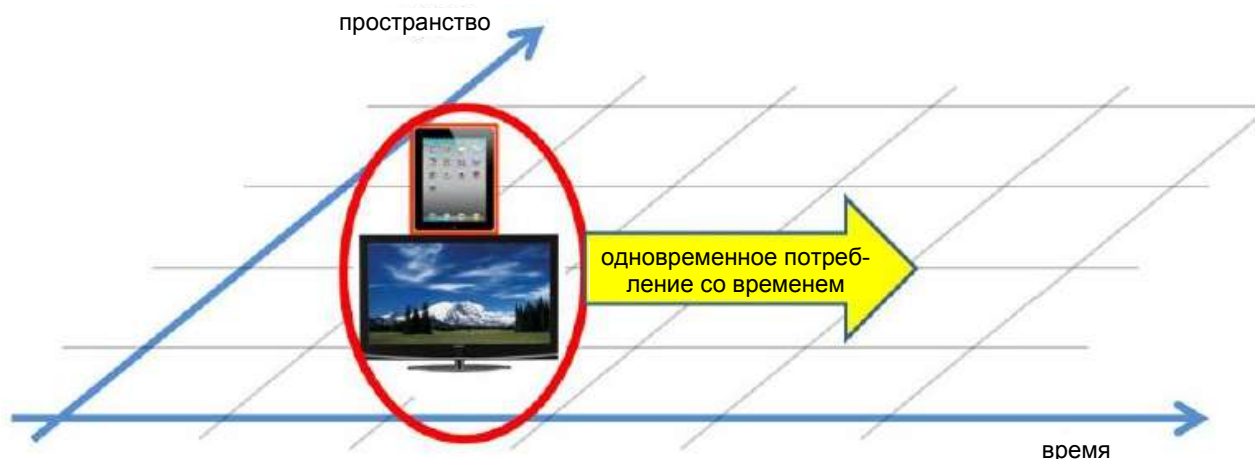 пространство
одновременное потреб-
ление со временем
время